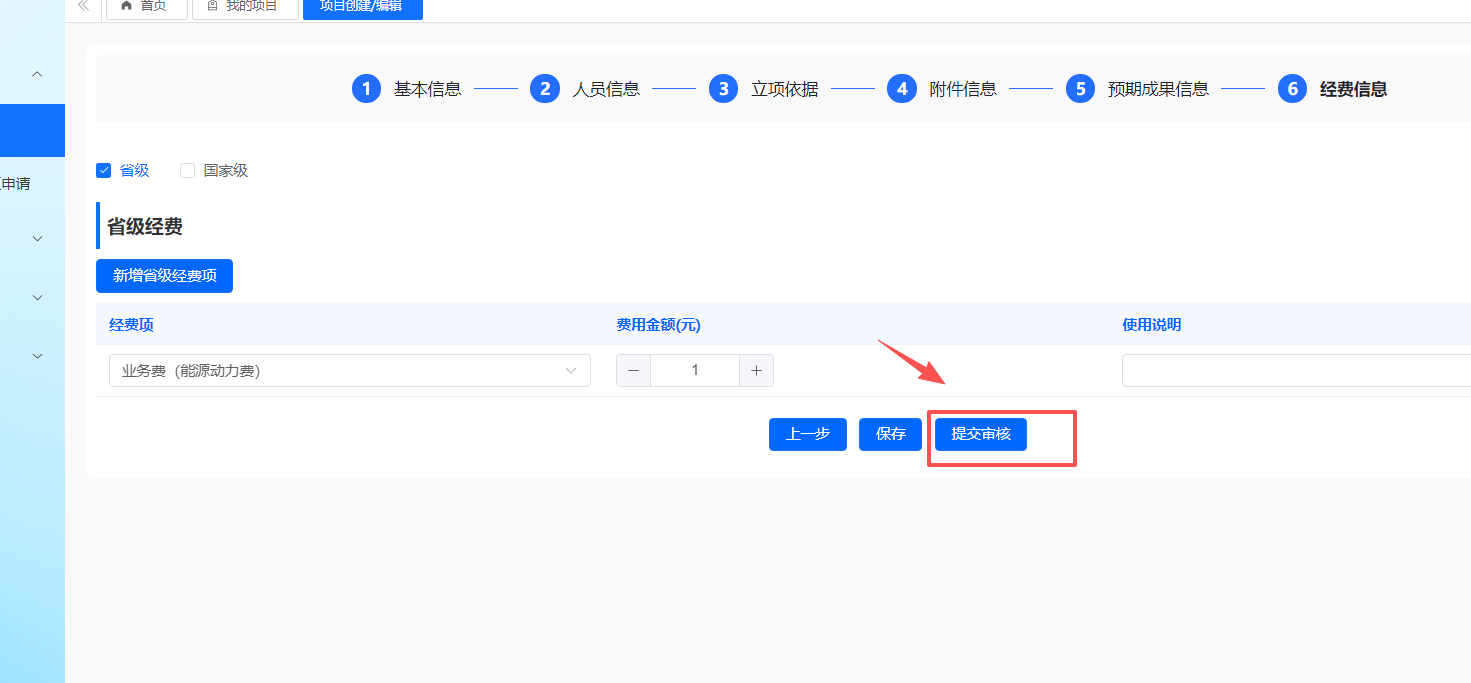 首页
我的项目
项目创建/编辑
申请
1 基本信息 2 人员信息 3 立项依据 4 附件信息 5 预期成果信息 6 经费信息
省级 国家级
省级经费
新增省级经费项
经费项 费用金额(元) 使用说明
业务费（能源动力费） 1
上一步 保存 提交审核